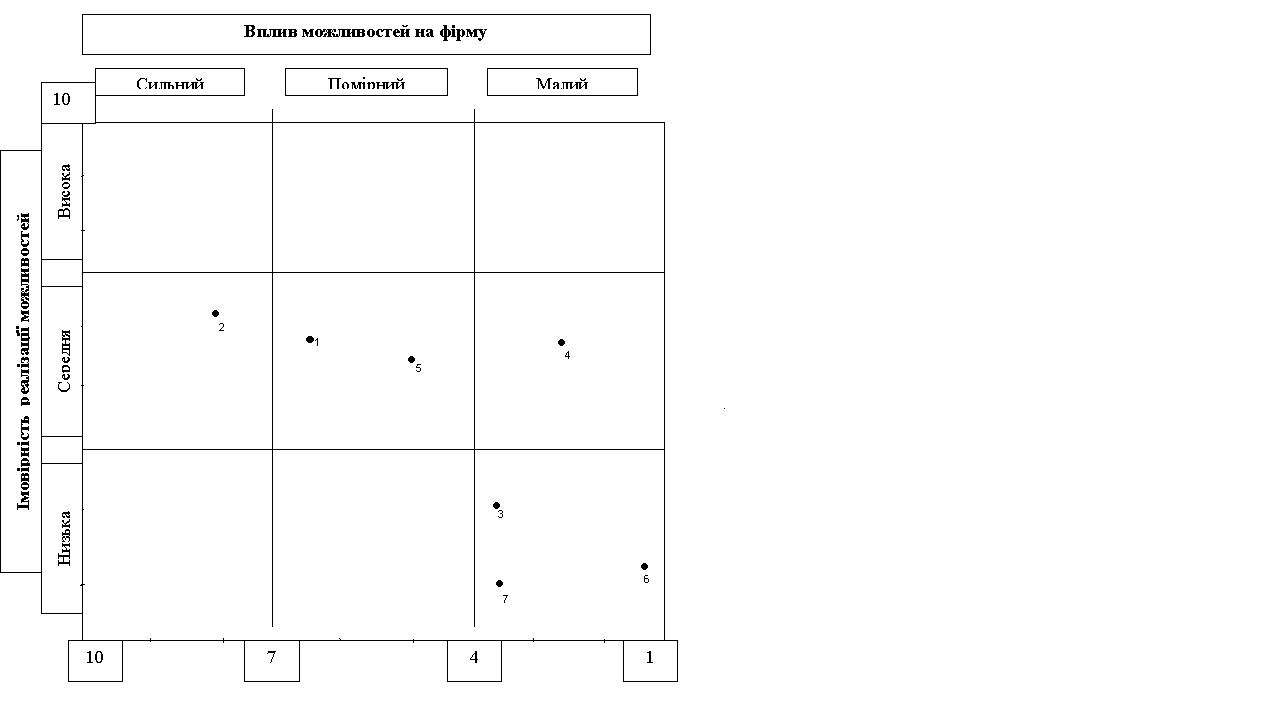 Вплив можливостей на фірму
Сильний
Помірний
Малий
10
Імовірність реалізації можливостей
Висока
Середня
Низька
2
1
5
4
3
6
7
10
7
4
1